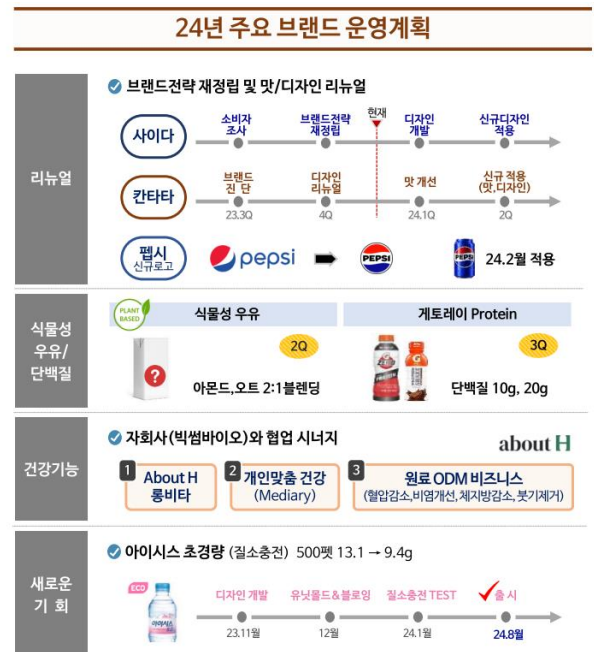 24년 주요 브랜드 운영계획
리뉴얼
브랜드전략 재정립 및 맛/디자인 리뉴얼
사이다
소비자
조사
브랜드전략
재정립
현재
디자인
개발
신규디자인
적용
칸타타
브랜드
진 단
디자인
리뉴얼
맛 개선
신규 적용
(맛,디자인)
23.3Q
4Q
24.1Q
2Q
펩시
신규로고
pepsi
PEPSI
PEPSI
24.2월 적용
식물성
우유/
단백질
PLANT
BASED
식물성 우유
?
2Q
아몬드,오트 2:1블렌딩
게토레이 Protein
3Q
단백질 10g, 20g
건강기능
자회사(빅썸바이오)와 협업 시너지
about H
1
About H
롱비타
2
개인맞춤 건강
(Mediary)
3
원료 ODM 비즈니스
(혈압감소,비염개선,체지방감소,붓기제거)
새로운
기 회
아이시스 초경량 (질소충전) 500펫 13.1 → 9.4g
ECO
아이시스
디자인 개발
유닛몰드&블로잉
질소충전 TEST
출 시
23.11월
12월
24.1월
24.8월